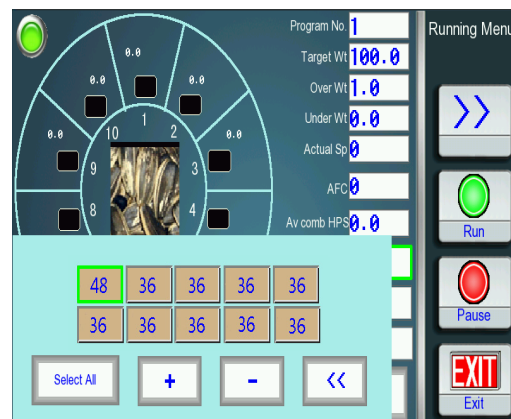 Program No. 1
Running Menu
Target Wt 100.0
Over Wt 1.0
Under Wt 0.0
Actual Sp 0
AFC 0
Av comb HPS 0.0
0.0
0.0 0.0
0.0 0.0
10 1 2
9 3
8 4
>>
Run
Pause
EXIT
Exit
48 36 36 36 36
36 36 36 36 36
Select All + - <<